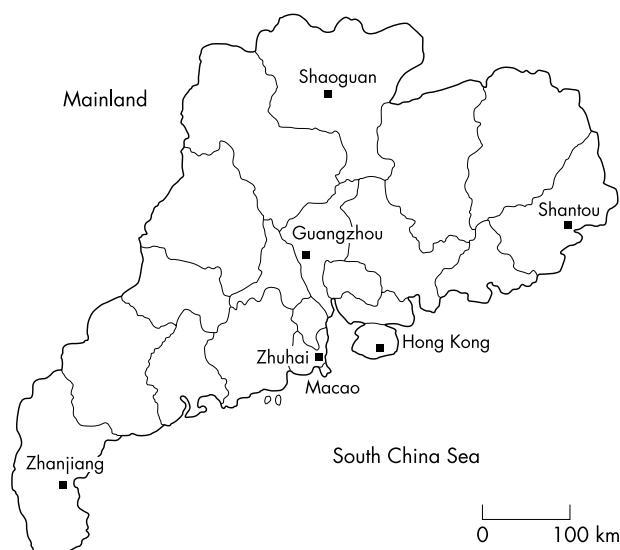 Shaoguan
Mainland
Shantou
Guangzhou
Hong Kong
Zhuhai
Macao
South China Sea
Zhanjiang
0 100 km